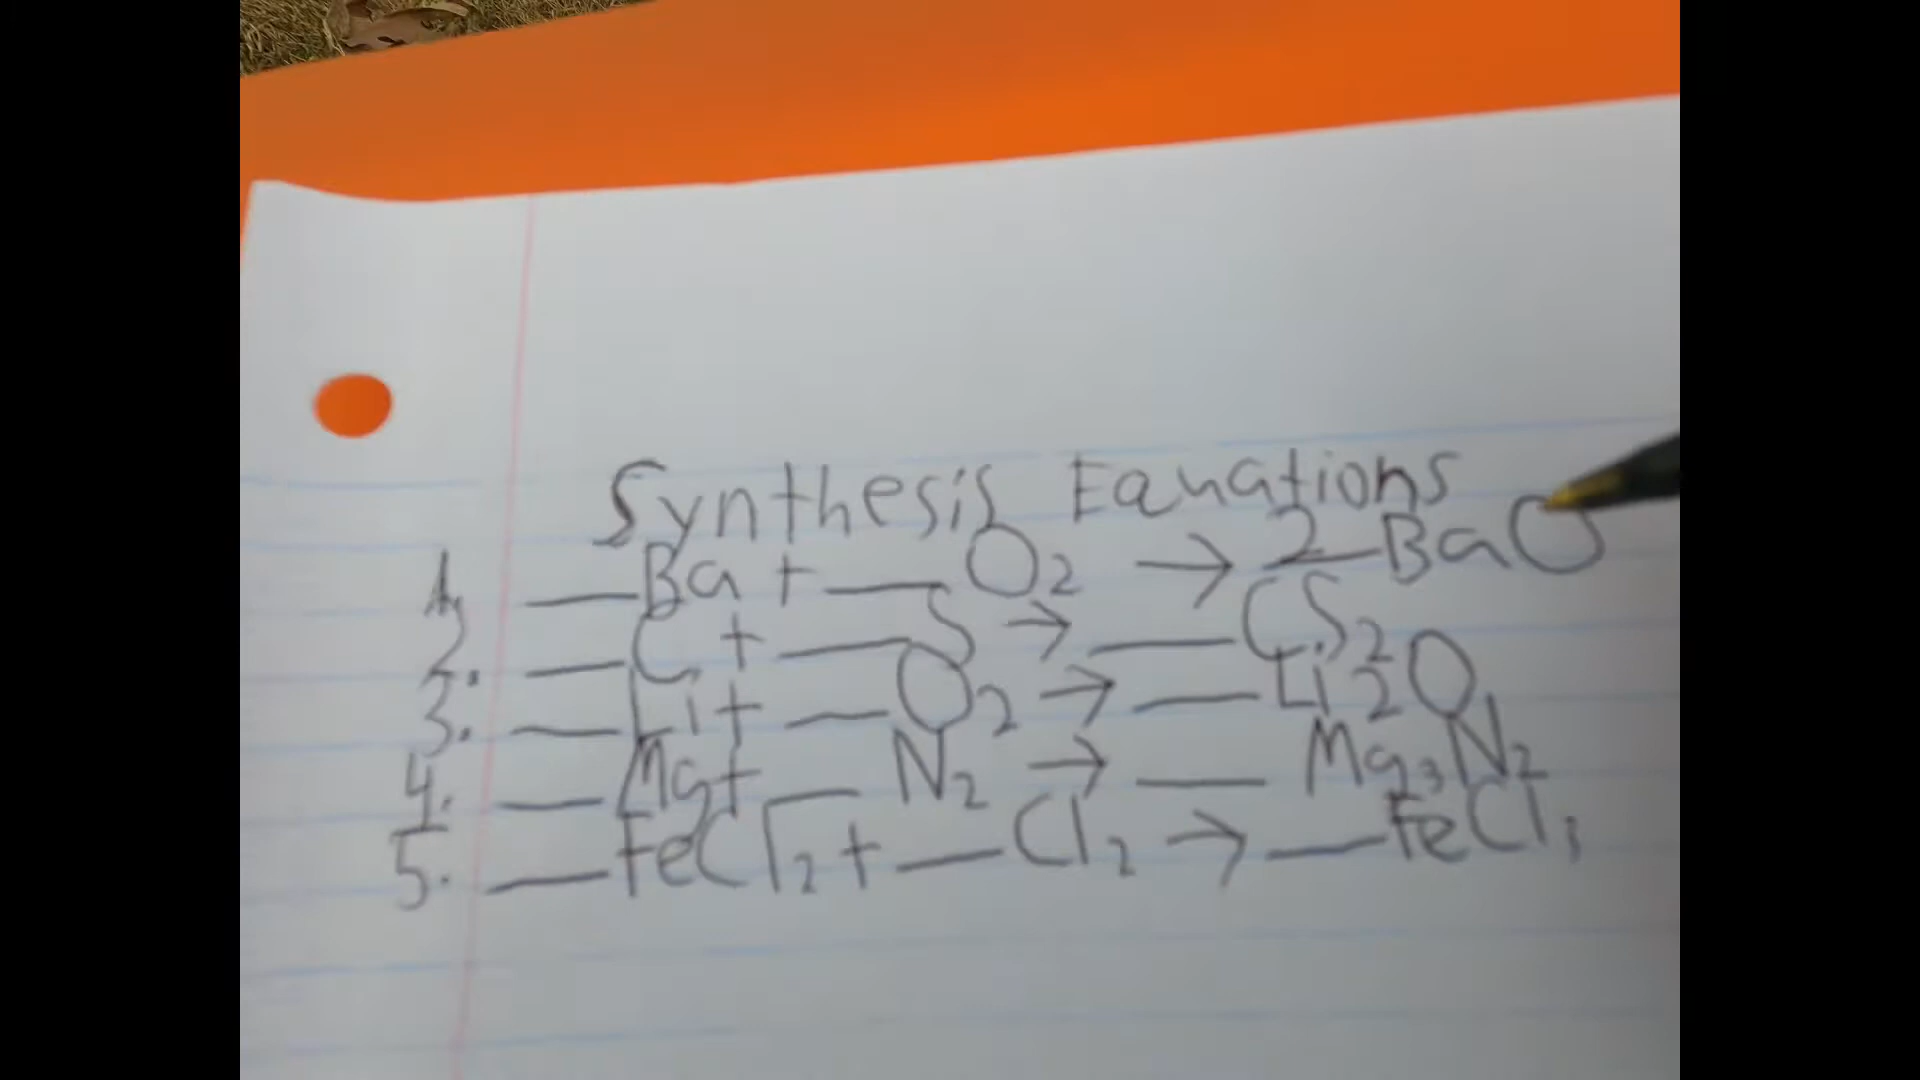 Synthesis Equations
1. __Ba + __O2 → 2 BaO
2. __C + __S → __CS2
3. __Li + __O2 → __Li2O
4. __Mg + __N2 → __Mg3N2
5. __FeCl2 + __Cl2 → __FeCl3